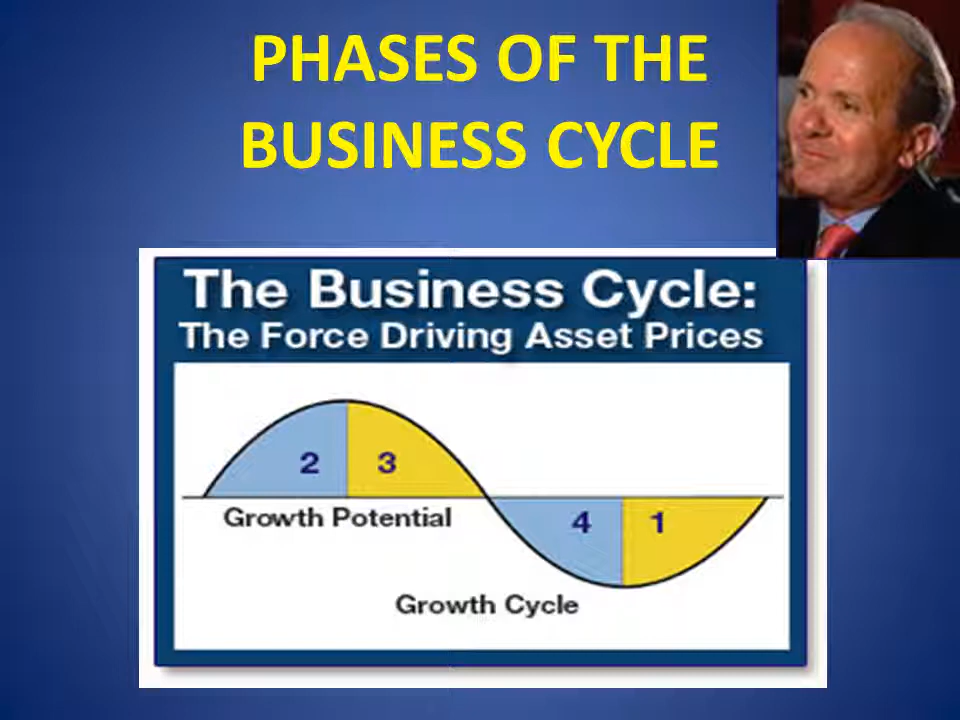 PHASES OF THE
BUSINESS CYCLE
The Business Cycle:
The Force Driving Asset Prices
2 3
Growth Potential
4 1
Growth Cycle